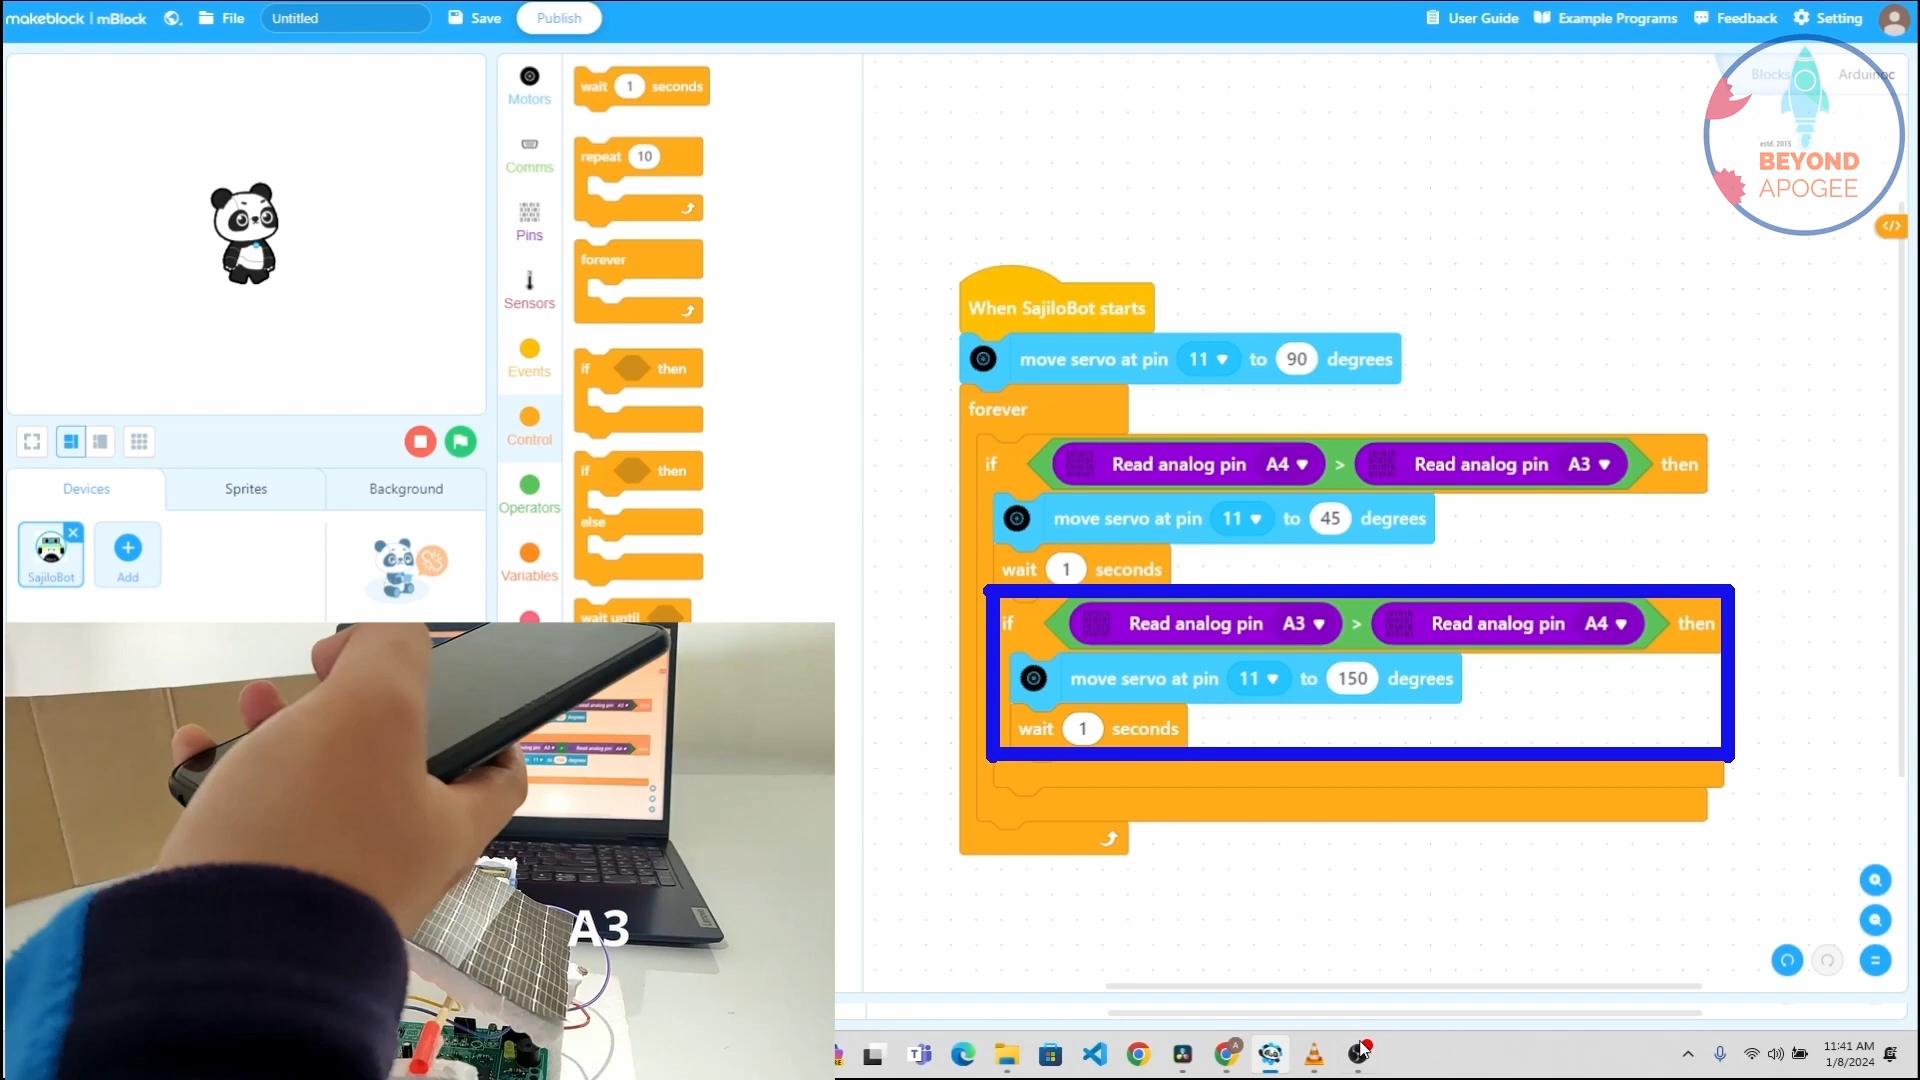 makeblock | mBlock
File
Untitled
Save
Publish
User Guide
Example Programs
Feedback
Setting
Motors
Comms
Pins
Sensors
Events
Control
Operators
Variables
wait 1 seconds
repeat 10
forever
if then
if then
else
wait until
Blocks
estd. 2015
BEYOND
APOGEE
</>
When SajiloBot starts
move servo at pin 11 to 90 degrees
forever
if Read analog pin A4 > Read analog pin A3 then
move servo at pin 11 to 45 degrees
wait 1 seconds
if Read analog pin A3 > Read analog pin A4 then
move servo at pin 11 to 150 degrees
wait 1 seconds
Devices
Sprites
Background
SajiloBot
Add
A3
11:41 AM
1/8/2024